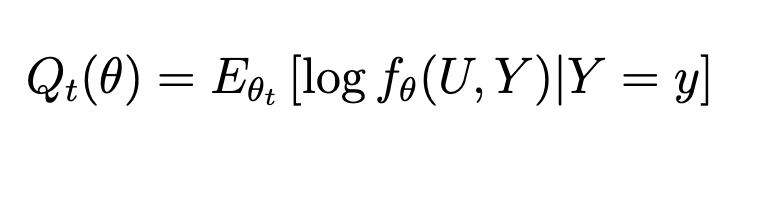 Q_t(θ) = E_{θ_t} [log f_θ(U, Y)|Y = y]